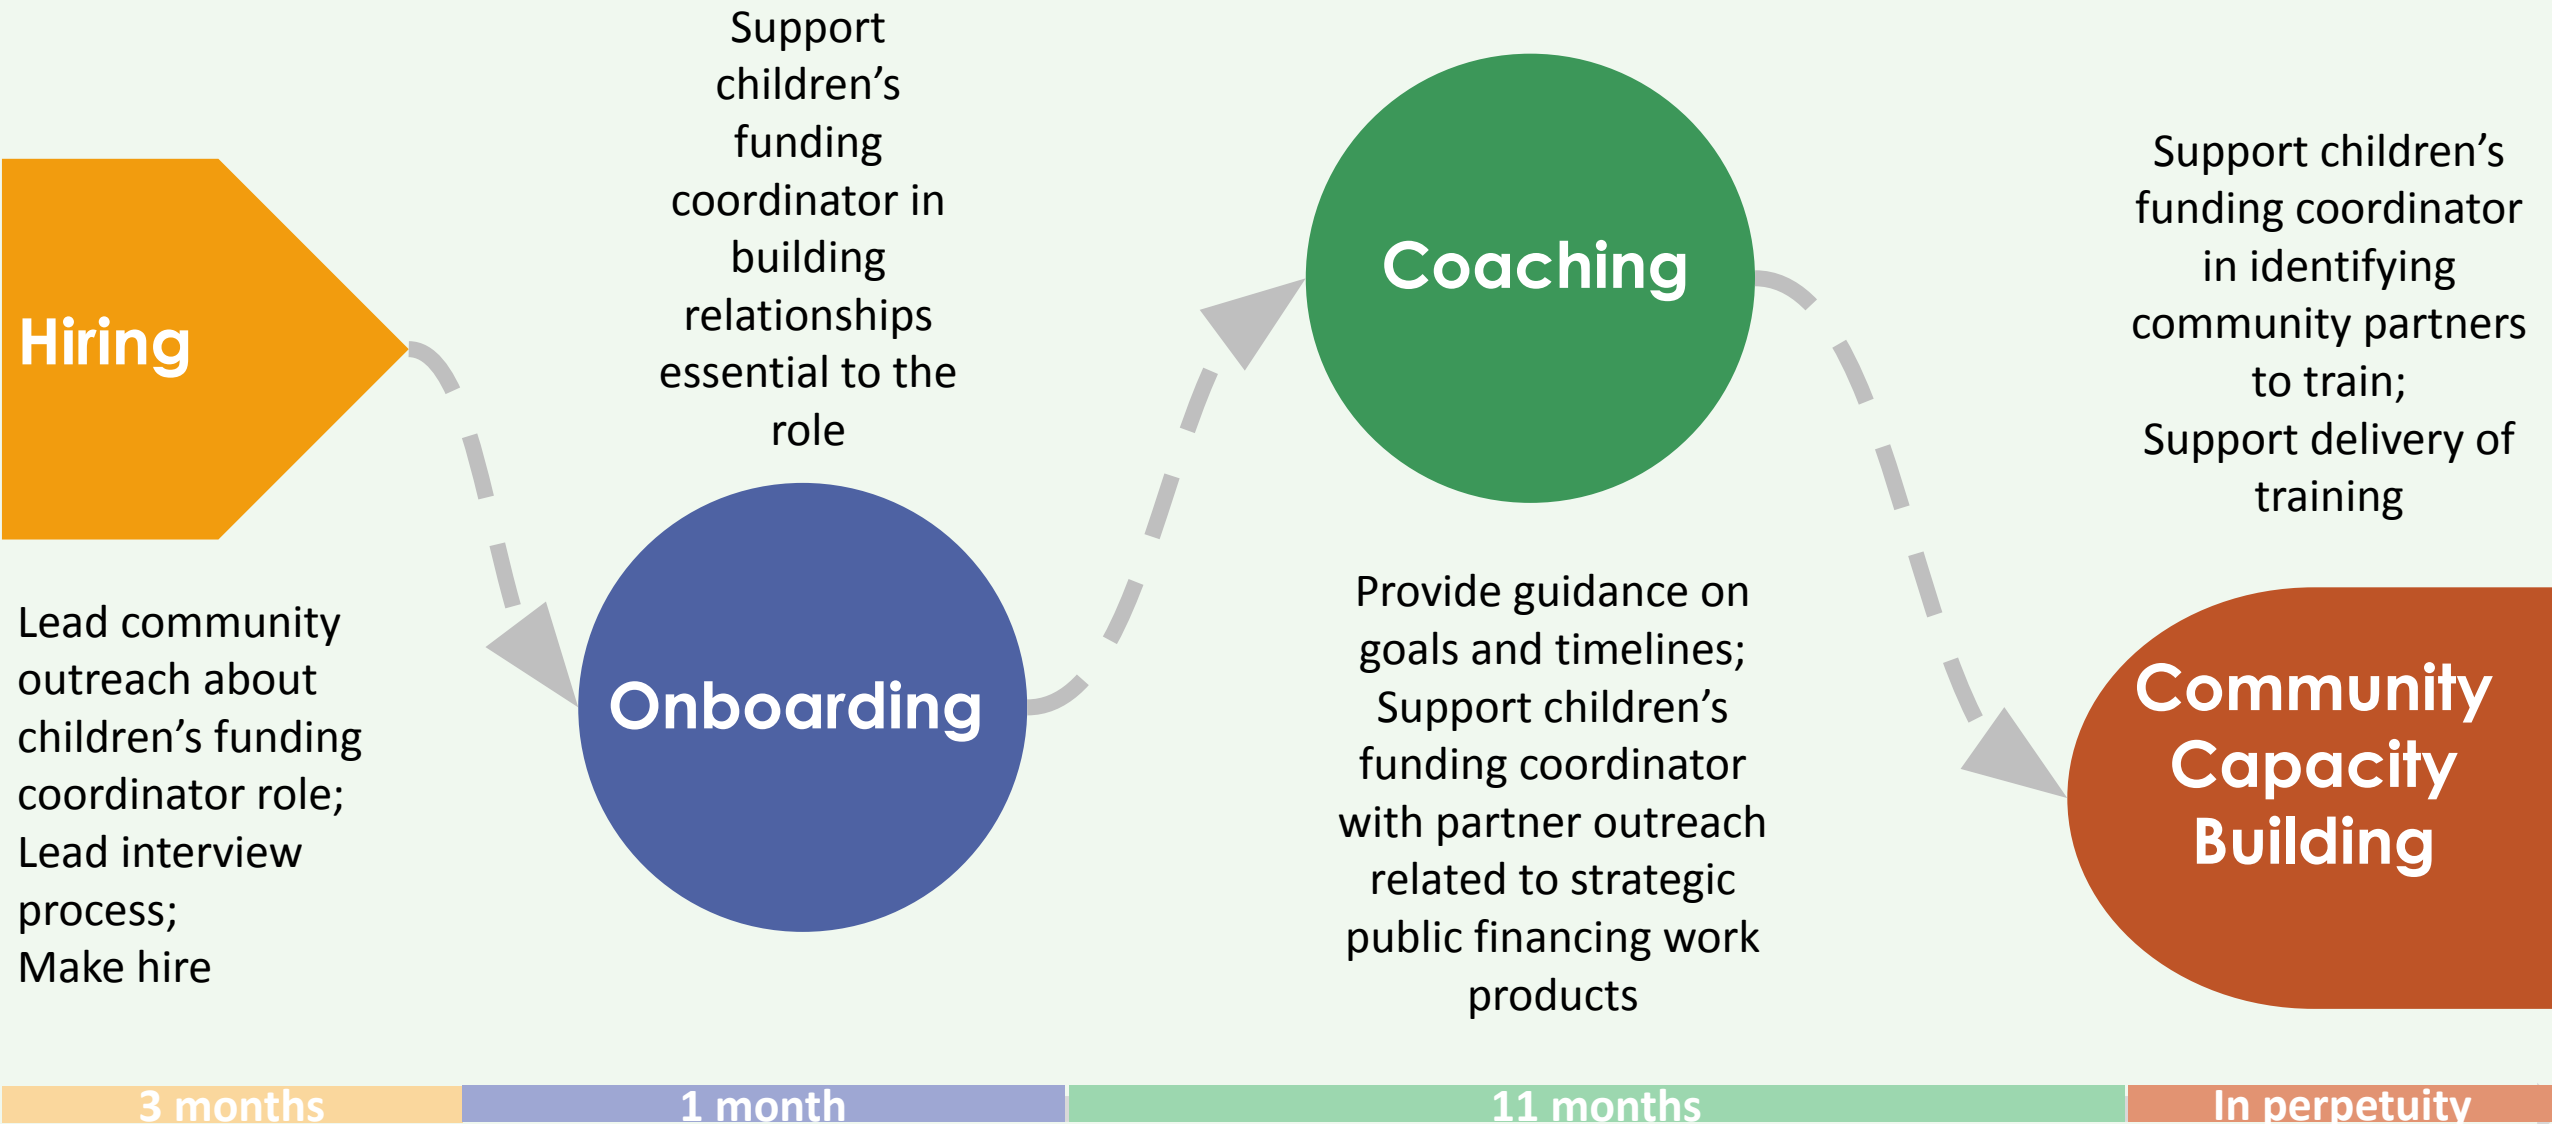 Hiring
Lead community
outreach about
children’s funding
coordinator role;
Lead interview
process;
Make hire
Support
children’s
funding
coordinator in
building
relationships
essential to the
role
Onboarding
Coaching
Provide guidance on
goals and timelines;
Support children’s
funding coordinator
with partner outreach
related to strategic
public financing work
products
Support children’s
funding coordinator
in identifying
community partners
to train;
Support delivery of
training
Community
Capacity
Building
3 months
1 month
11 months
In perpetuity